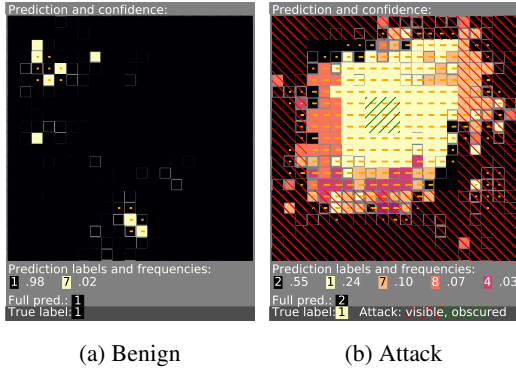 Prediction and confidence:
Prediction labels and frequencies:
1 .98 7 .02
Full pred.: 1
True label: 1
(a) Benign
Prediction and confidence:
Prediction labels and frequencies:
2 .55 1 .24 7 .10 8 .07 4 .03
Full pred.: 2
True label: 1 Attack: visible, obscured
(b) Attack